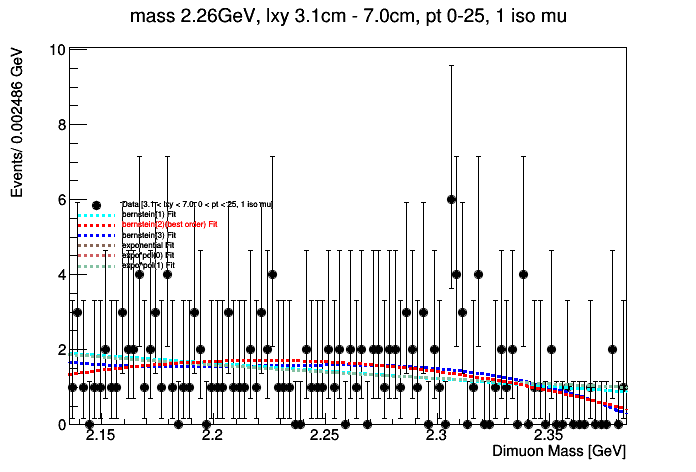 mass 2.26GeV, lxy 3.1cm - 7.0cm, pt 0-25, 1 iso mu
Events/ 0.002486 GeV
10
8
6
4
2
0
Data [3.1 < lxy < 7.0, 0 < pt < 25, 1 iso mu]
bernstein(1) Fit
bernstein(2)(best order) Fit
bernstein(3) Fit
exponential Fit
expo*pol(0) Fit
expo*pol(1) Fit
2.15 2.2 2.25 2.3 2.35
Dimuon Mass [GeV]